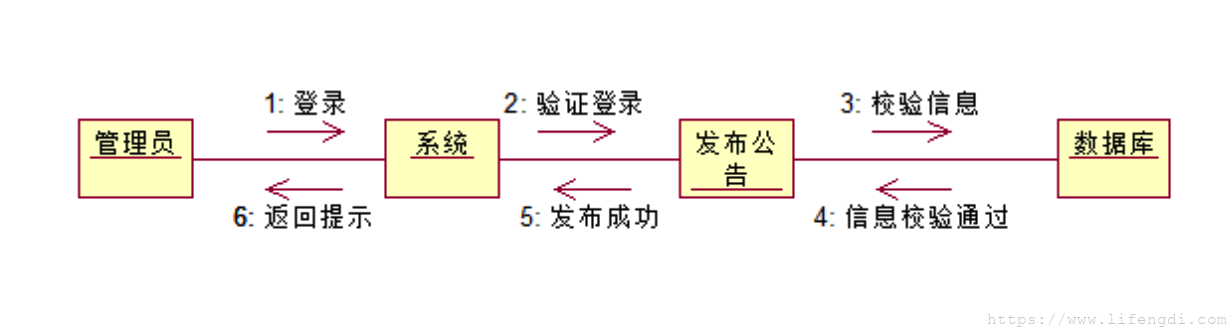 1: 登录
2: 验证登录
3: 校验信息
管理员
系统
发布公
告
数据库
6: 返回提示
5: 发布成功
4: 信息校验通过
https://www.lifengdi.com